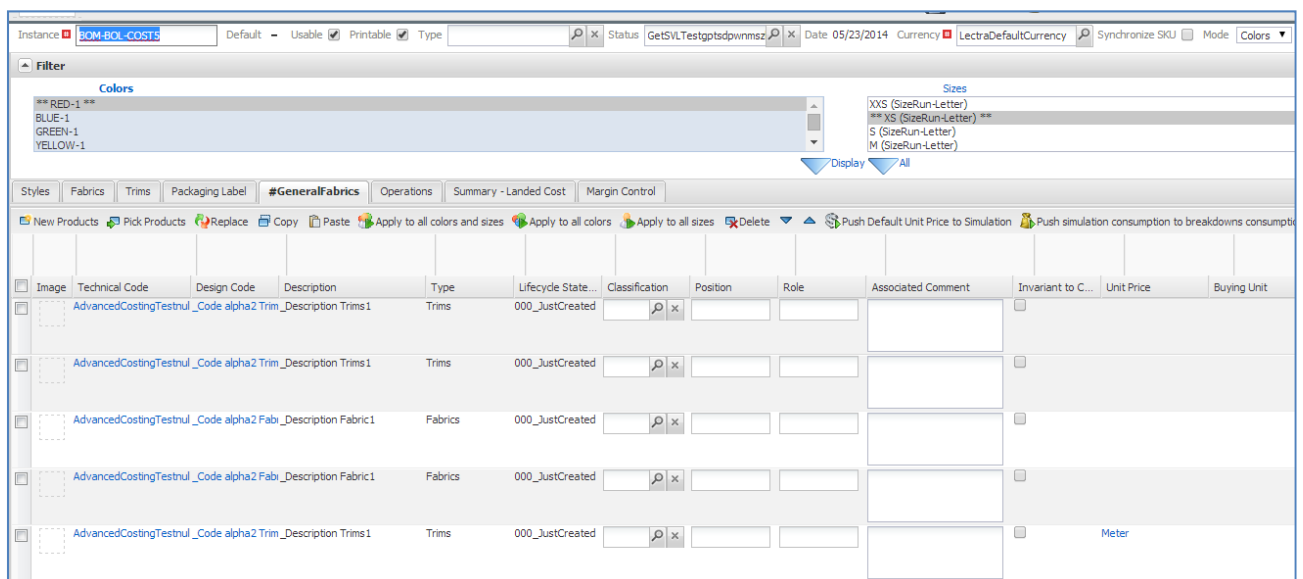 Instance BOM-BOL-COST5 Default - Usable Printable Type Status GetSVLTestgptsdpwnmsz Date 05/23/2014 Currency LectraDefaultCurrency Synchronize SKU Mode Colors
Filter
Colors Sizes
** RED-1 ** XXS (SizeRun-Letter)
BLUE-1 ** XS (SizeRun-Letter) **
GREEN-1 S (SizeRun-Letter)
YELLOW-1 M (SizeRun-Letter)
Display All
Styles Fabrics Trims Packaging Label #GeneralFabrics Operations Summary - Landed Cost Margin Control
New Products Pick Products Replace Copy Paste Apply to all colors and sizes Apply to all colors Apply to all sizes Delete Push Default Unit Price to Simulation Push simulation consumption to breakdowns consumptio
Image Technical Code Design Code Description Type Lifecycle State... Classification Position Role Associated Comment Invariant to C... Unit Price Buying Unit
AdvancedCostingTestnul _Code alpha2 Trim _Description Trims1 Trims 000_JustCreated
AdvancedCostingTestnul _Code alpha2 Trim _Description Trims1 Trims 000_JustCreated
AdvancedCostingTestnul _Code alpha2 Fab _Description Fabric1 Fabrics 000_JustCreated
AdvancedCostingTestnul _Code alpha2 Fab _Description Fabric1 Fabrics 000_JustCreated
AdvancedCostingTestnul _Code alpha2 Trim _Description Trims1 Trims 000_JustCreated Meter